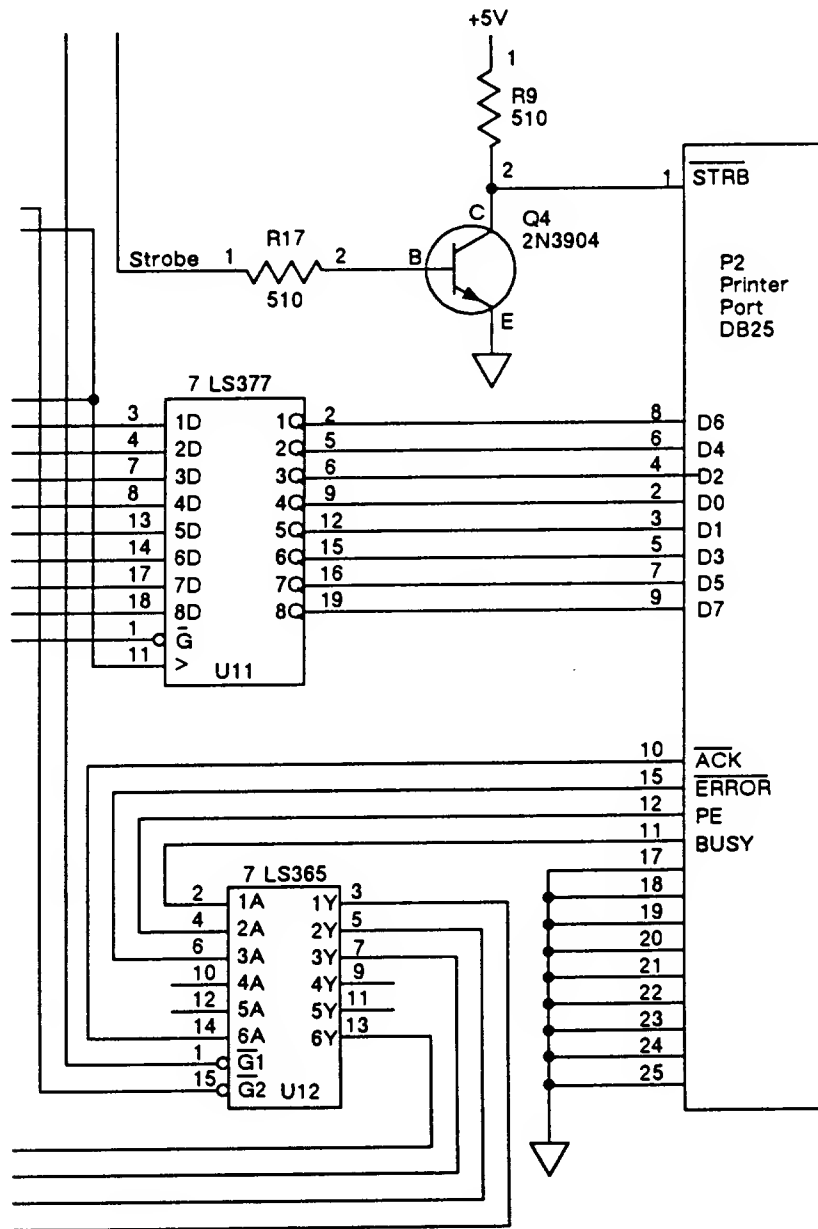 +5V
1
R9
510
2
1 STRB
C
Q4
2N3904
R17
Strobe 1 2 B
510
E
P2
Printer
Port
DB25
7 LS377
3 1D 1Q 2 8 D6
4 2D 2Q 5 6 D4
7 3D 3Q 6 4 D2
8 4D 4Q 9 2 D0
13 5D 5Q 12 3 D1
14 6D 6Q 15 5 D3
17 7D 7Q 16 7 D5
18 8D 8Q 19 9 D7
1 G
11 >
U11
10 ACK
15 ERROR
12 PE
11 BUSY
17
18
19
20
21
22
23
24
25
7 LS365
2 1A 1Y 3
4 2A 2Y 5
6 3A 3Y 7
10 4A 4Y 9
12 5A 5Y 11
14 6A 6Y 13
1 G1
15 G2
U12